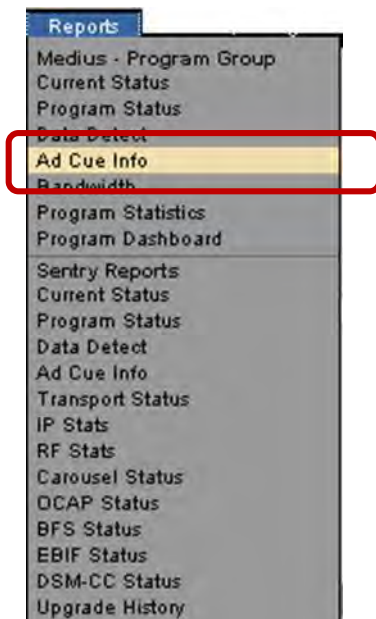 Reports
Medius - Program Group
Current Status
Program Status
Data Detect
Ad Cue Info
Bandwidth
Program Statistics
Program Dashboard
Sentry Reports
Current Status
Program Status
Data Detect
Ad Cue Info
Transport Status
IP Stats
RF Stats
Carousel Status
OCAP Status
BFS Status
EBIF Status
DSM-CC Status
Upgrade History